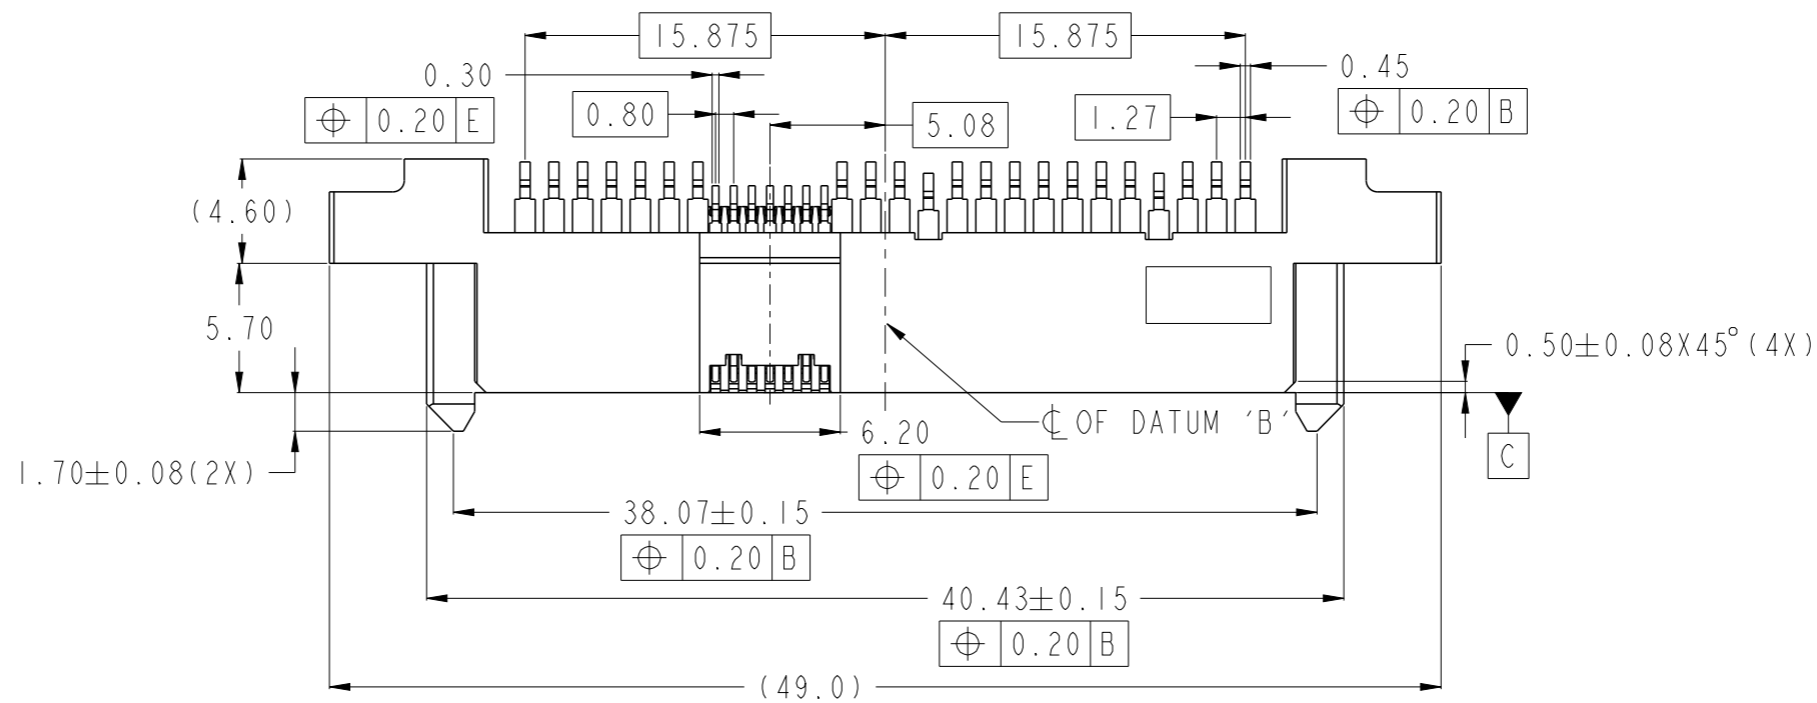 15.875
15.875
0.30
0.45
⌖ 0.20 E
0.80
5.08
1.27
⌖ 0.20 B
(4.60)
5.70
0.50±0.08X45° (4X)
℄ OF DATUM 'B'
6.20
⌖ 0.20 E
C
1.70±0.08(2X)
38.07±0.15
⌖ 0.20 B
40.43±0.15
⌖ 0.20 B
(49.0)